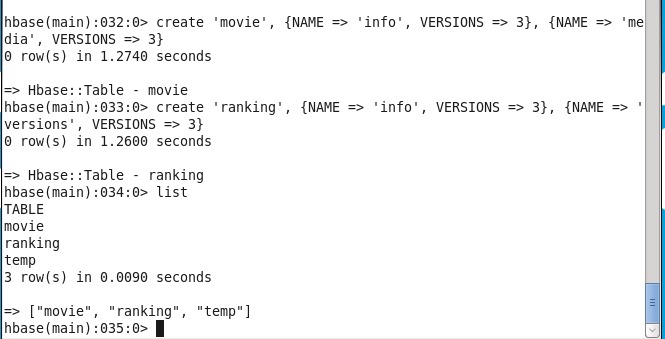 hbase(main):032:0> create 'movie', {NAME => 'info', VERSIONS => 3}, {NAME => 'me
dia', VERSIONS => 3}
0 row(s) in 1.2740 seconds

=> Hbase::Table - movie
hbase(main):033:0> create 'ranking', {NAME => 'info', VERSIONS => 3}, {NAME => '
versions', VERSIONS => 3}
0 row(s) in 1.2600 seconds

=> Hbase::Table - ranking
hbase(main):034:0> list
TABLE
movie
ranking
temp
3 row(s) in 0.0090 seconds

=> ["movie", "ranking", "temp"]
hbase(main):035:0>